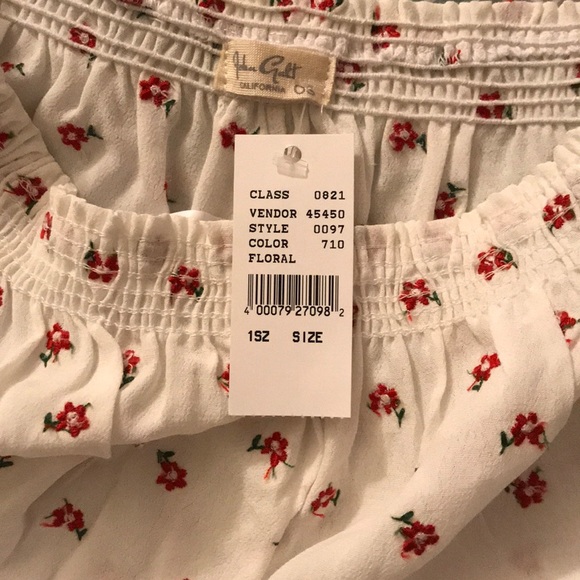 John Galt
CALIFORNIA OS
CLASS 0821
VENDOR 45450
STYLE 0097
COLOR 710
FLORAL
4 00079 27098 2
1SZ SIZE